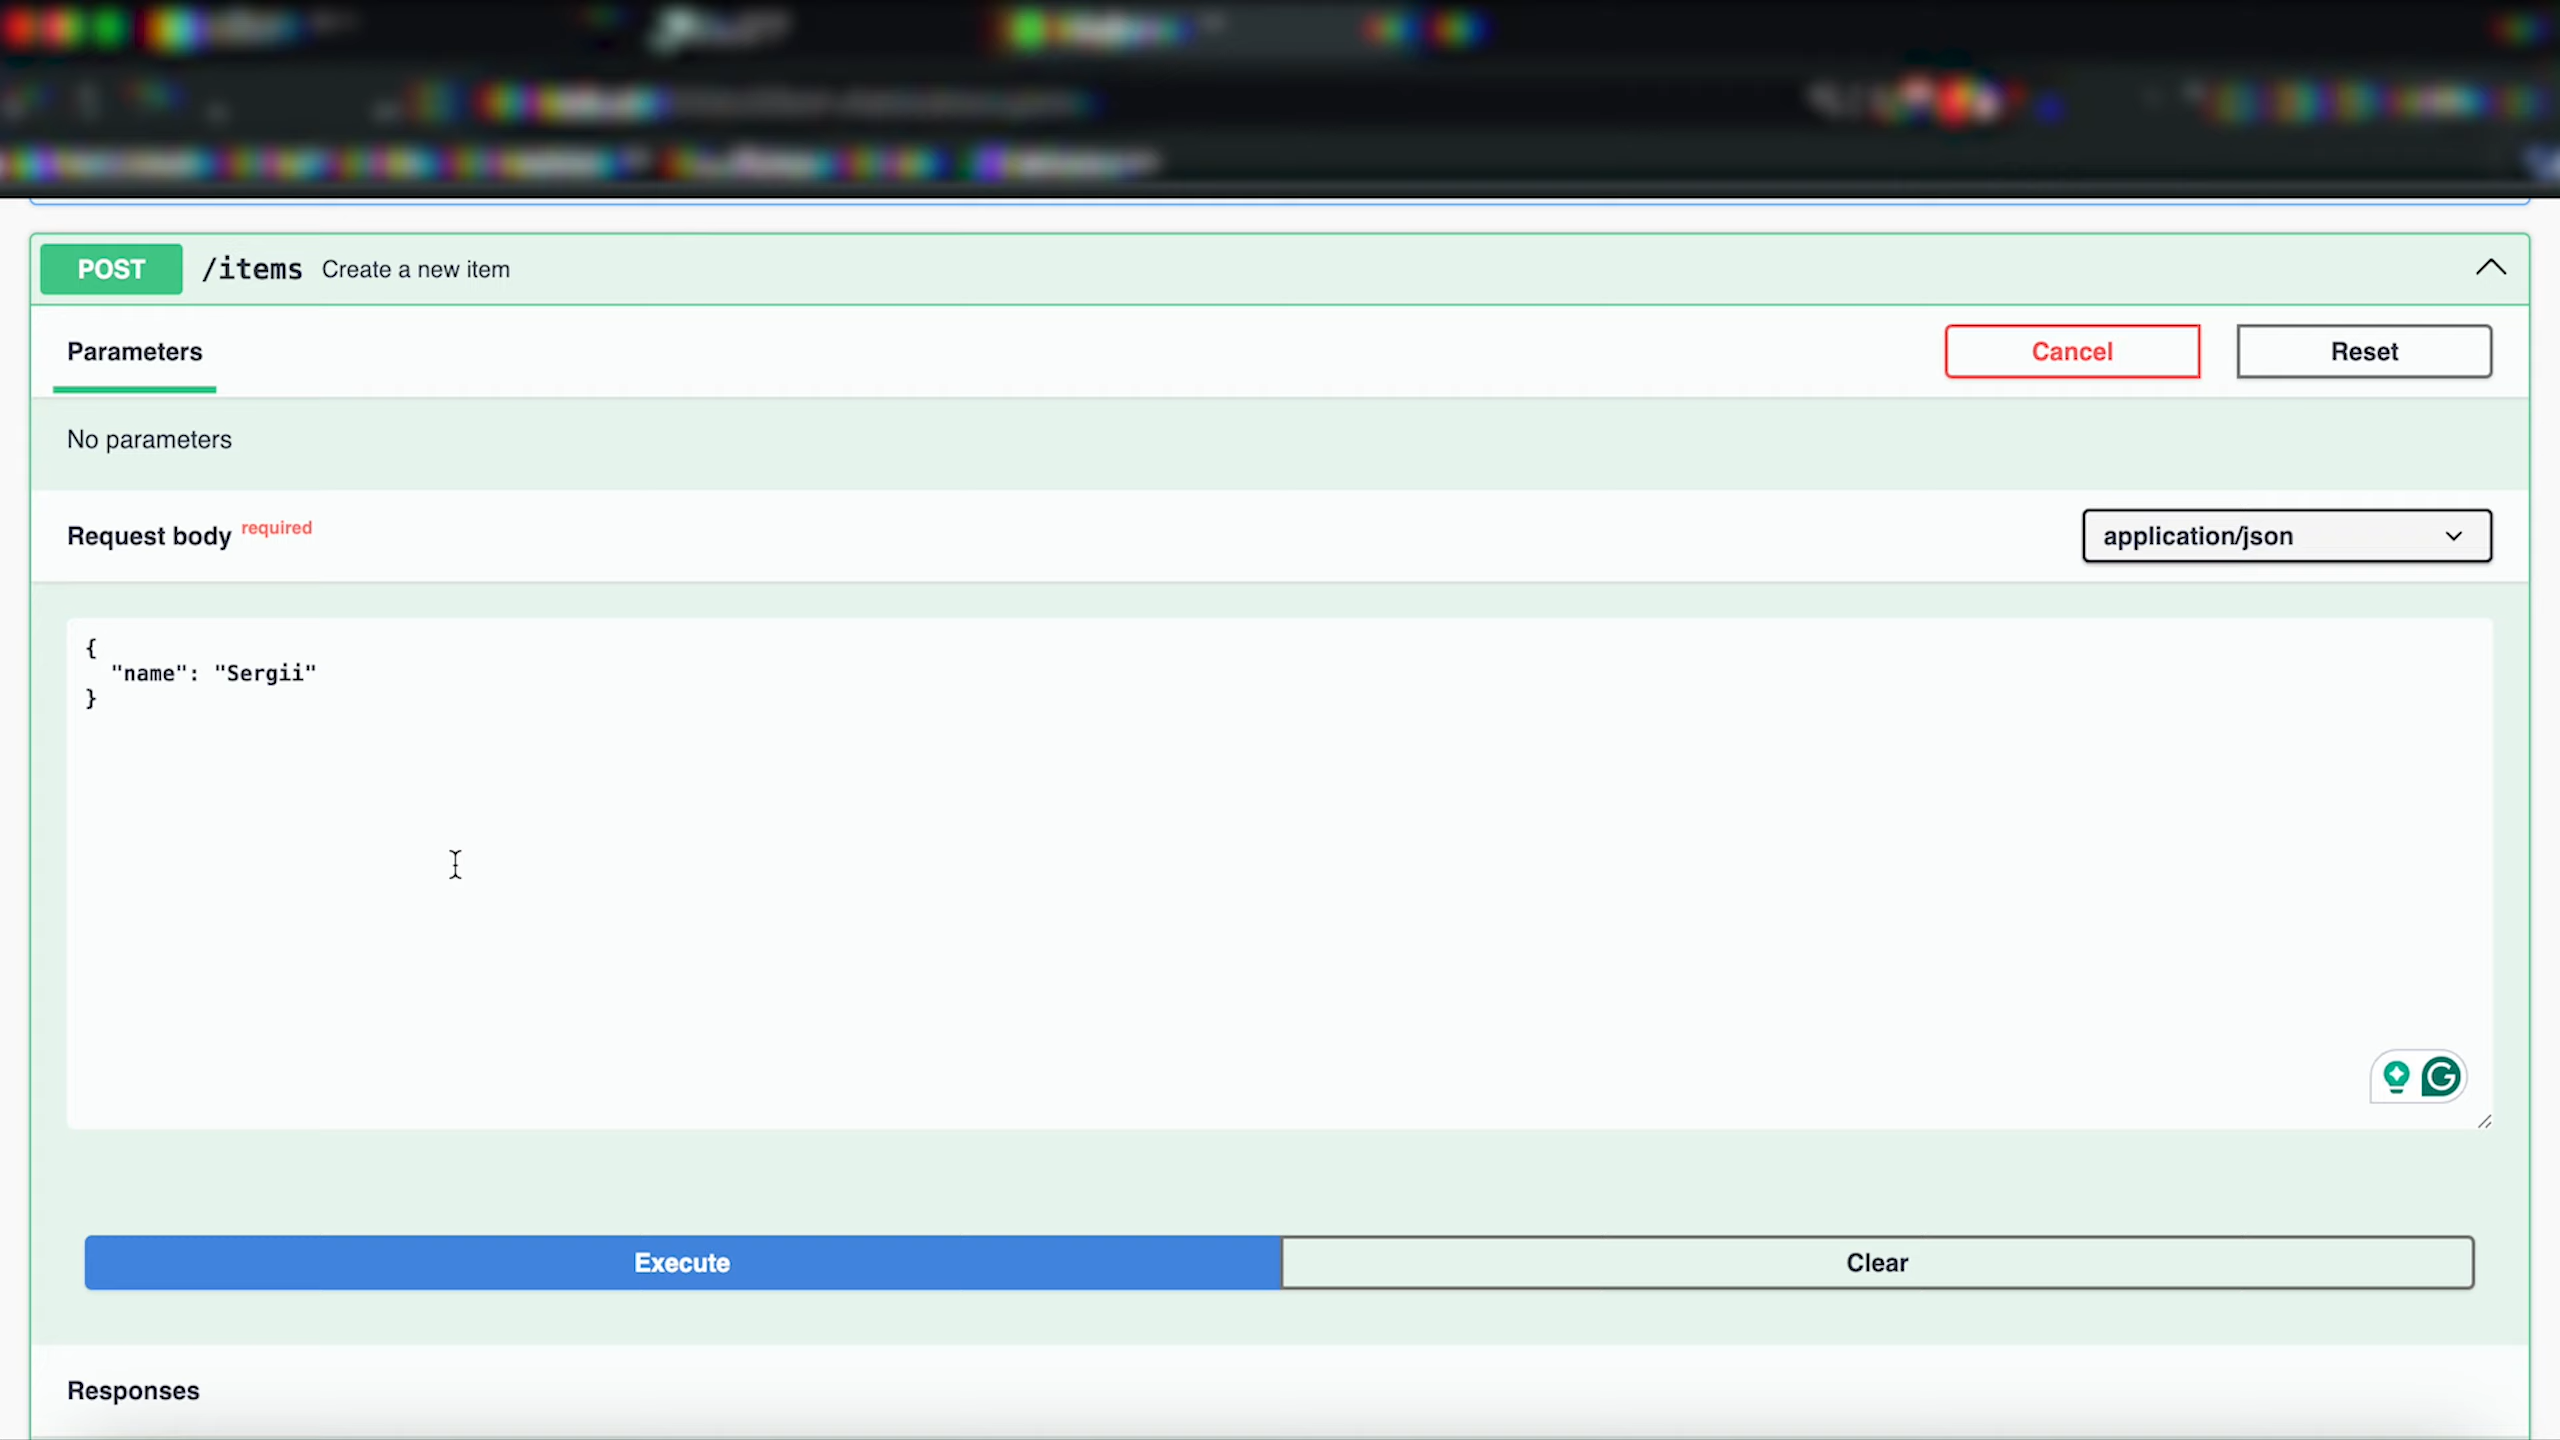 POST /items Create a new item
Parameters
Cancel
Reset
No parameters
Request body required
application/json
{
"name": "Sergii"
}
Execute
Clear
Responses